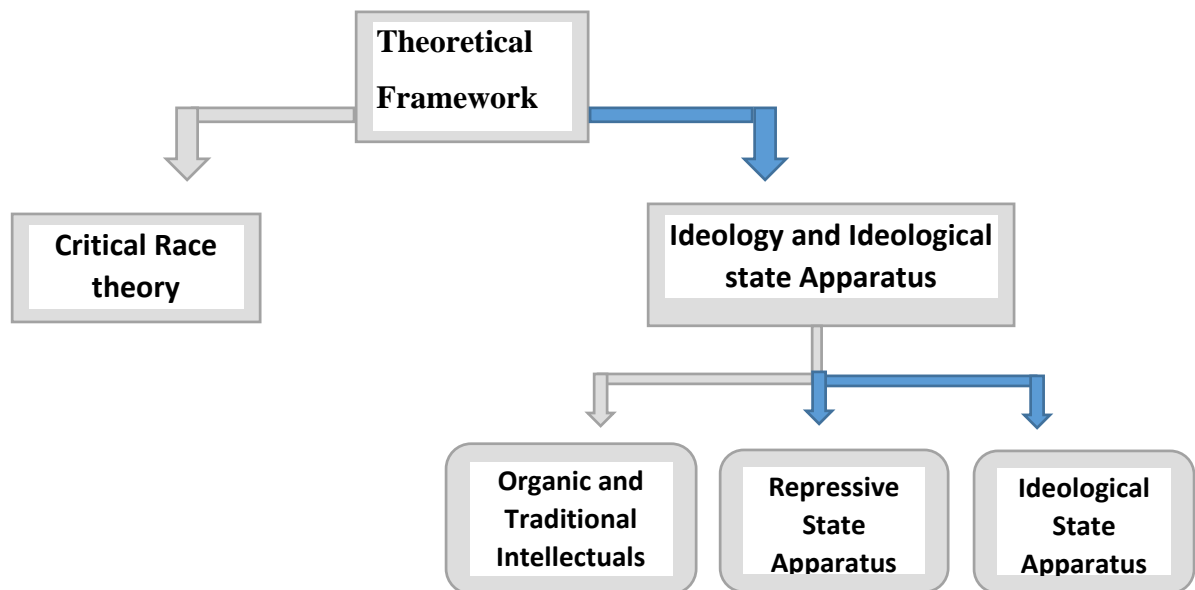 Theoretical
Framework
Critical Race
theory
Ideology and Ideological
state Apparatus
Organic and
Traditional
Intellectuals
Repressive
State
Apparatus
Ideological
State
Apparatus